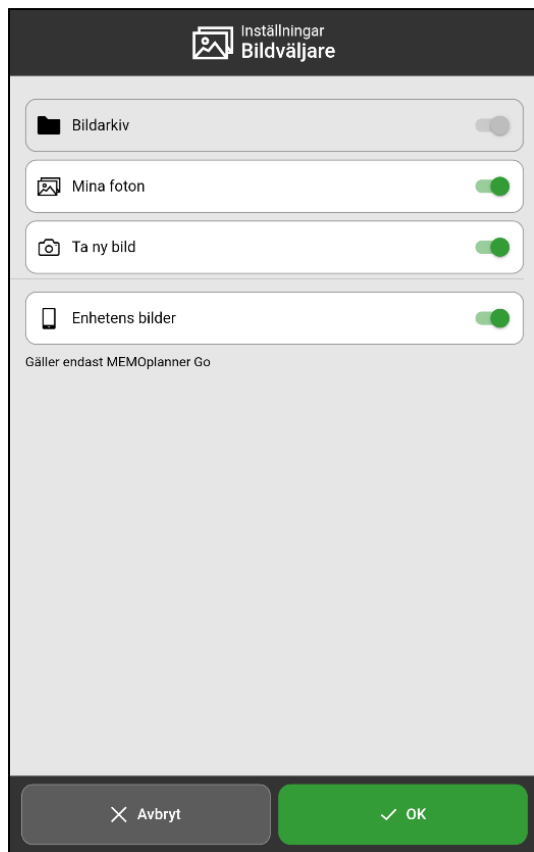 Inställningar
Bildväljare
Bildarkiv
Mina foton
Ta ny bild
Enhetens bilder
Gäller endast MEMOplanner Go
Avbryt
OK